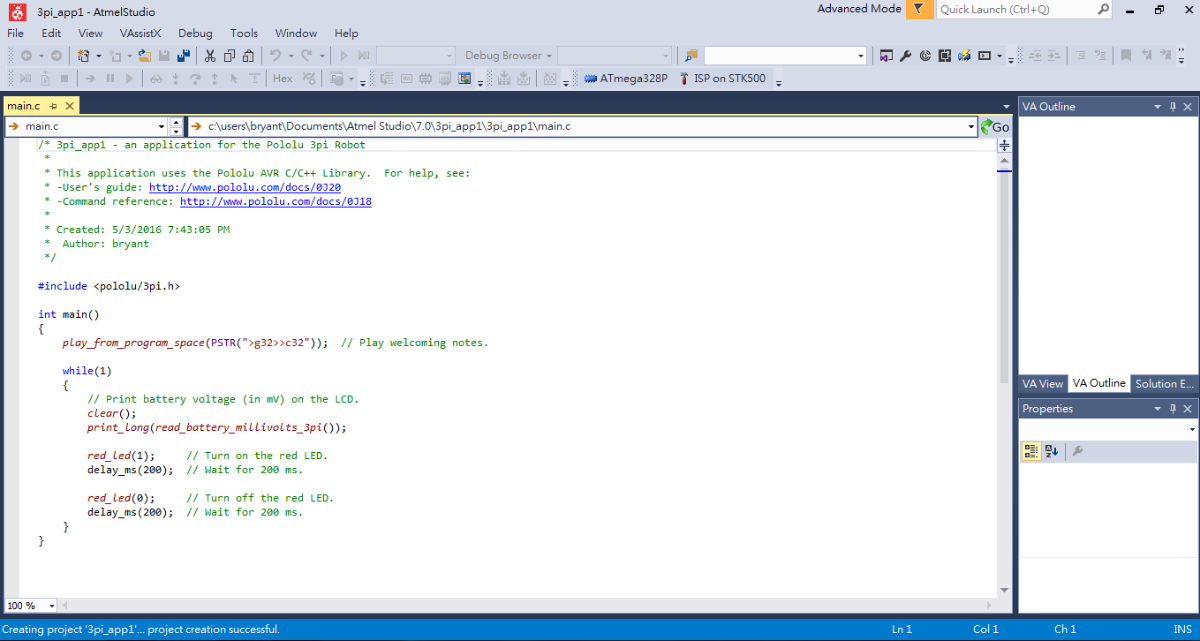 3pi_app1 - AtmelStudio
Advanced Mode
Quick Launch (Ctrl+Q)
File Edit View VAssistX Debug Tools Window Help
Debug Browser
Hex
ATmega328P
ISP on STK500
main.c
main.c
c:\users\bryant\Documents\Atmel Studio\7.0\3pi_app1\3pi_app1\main.c
Go
/* 3pi_app1 - an application for the Pololu 3pi Robot
 *
 * This application uses the Pololu AVR C/C++ Library.  For help, see:
 * -User's guide: http://www.pololu.com/docs/0J20
 * -Command reference: http://www.pololu.com/docs/0J18
 *
 * Created: 5/3/2016 7:43:05 PM
 *  Author: bryant
 */
#include <pololu/3pi.h>
int main()
{
    play_from_program_space(PSTR(">g32>>c32"));  // Play welcoming notes.
    while(1)
    {
        // Print battery voltage (in mV) on the LCD.
        clear();
        print_long(read_battery_millivolts_3pi());
        red_led(1);     // Turn on the red LED.
        delay_ms(200);  // Wait for 200 ms.
        red_led(0);     // Turn off the red LED.
        delay_ms(200);  // Wait for 200 ms.
    }
}
100 %
VA Outline
VA View VA Outline Solution E...
Properties
Creating project '3pi_app1'... project creation successful.
Ln 1
Col 1
Ch 1
INS